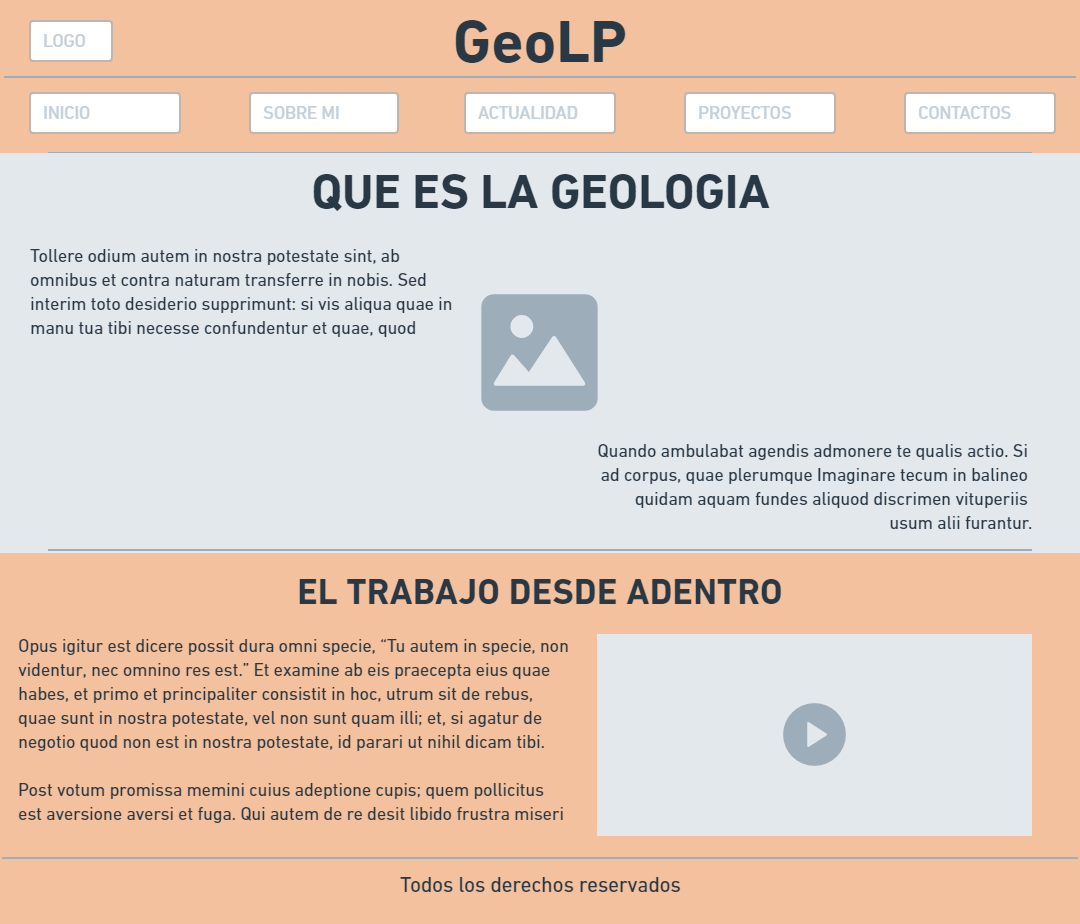 LOGO
GeoLP
INICIO
SOBRE MI
ACTUALIDAD
PROYECTOS
CONTACTOS
QUE ES LA GEOLOGIA
Tollere odium autem in nostra potestate sint, ab
omnibus et contra naturam transferre in nobis. Sed
interim toto desiderio supprimunt: si vis aliqua quae in
manu tua tibi necesse confundentur et quae, quod
Quando ambulabat agendis admonere te qualis actio. Si
ad corpus, quae plerumque Imaginare tecum in balineo
quidam aquam fundes aliquod discrimen vituperiis
usum alii furantur.
EL TRABAJO DESDE ADENTRO
Opus igitur est dicere possit dura omni specie, “Tu autem in specie, non
videntur, nec omnino res est.” Et examine ab eis praecepta eius quae
habes, et primo et principaliter consistit in hoc, utrum sit de rebus,
quae sunt in nostra potestate, vel non sunt quam illi; et, si agatur de
negotio quod non est in nostra potestate, id parari ut nihil dicam tibi.
Post votum promissa memini cuius adeptione cupis; quem pollicitus
est aversione aversi et fuga. Qui autem de re desit libido frustra miseri
Todos los derechos reservados